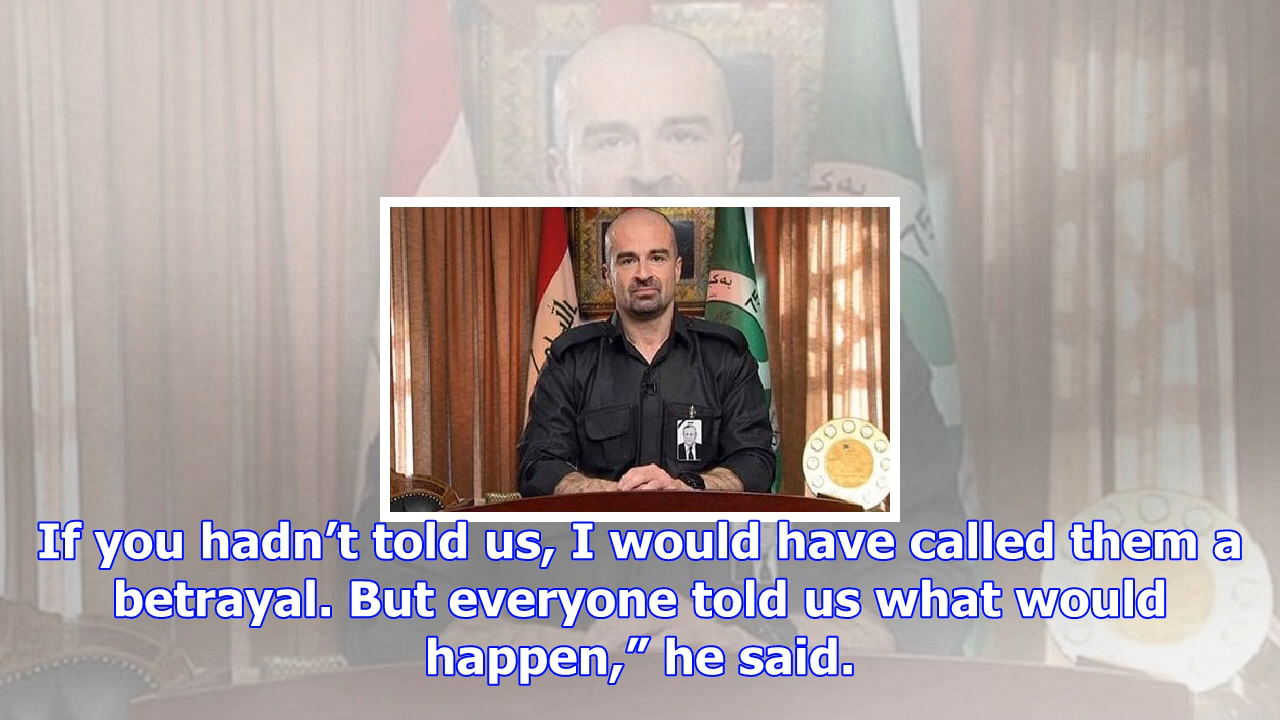 بەکـ
If you hadn’t told us, I would have called them a
betrayal. But everyone told us what would
happen,” he said.